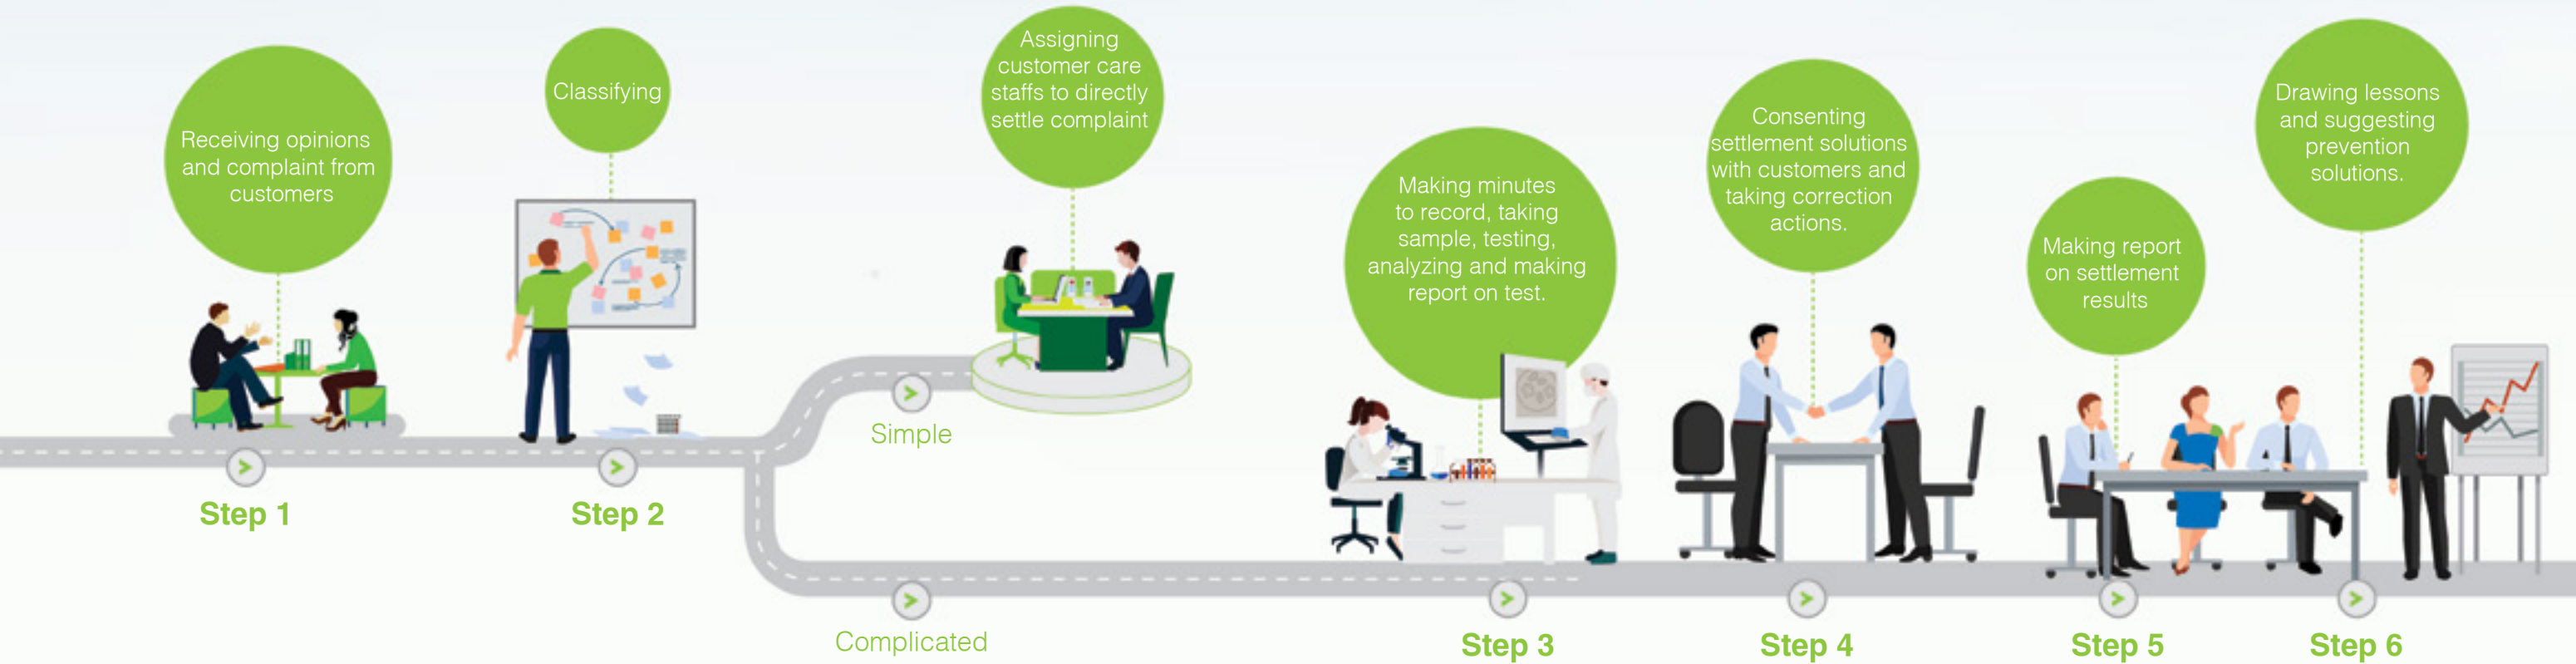 Receiving opinions
and complaint from
customers
Step 1
Classifying
Step 2
Assigning
customer care
staffs to directly
settle complaint
Simple
Complicated
Making minutes
to record, taking
sample, testing,
analyzing and making
report on test.
Step 3
Consenting
settlement solutions
with customers and
taking correction
actions.
Step 4
Making report
on settlement
results
Step 5
Drawing lessons
and suggesting
prevention
solutions.
Step 6